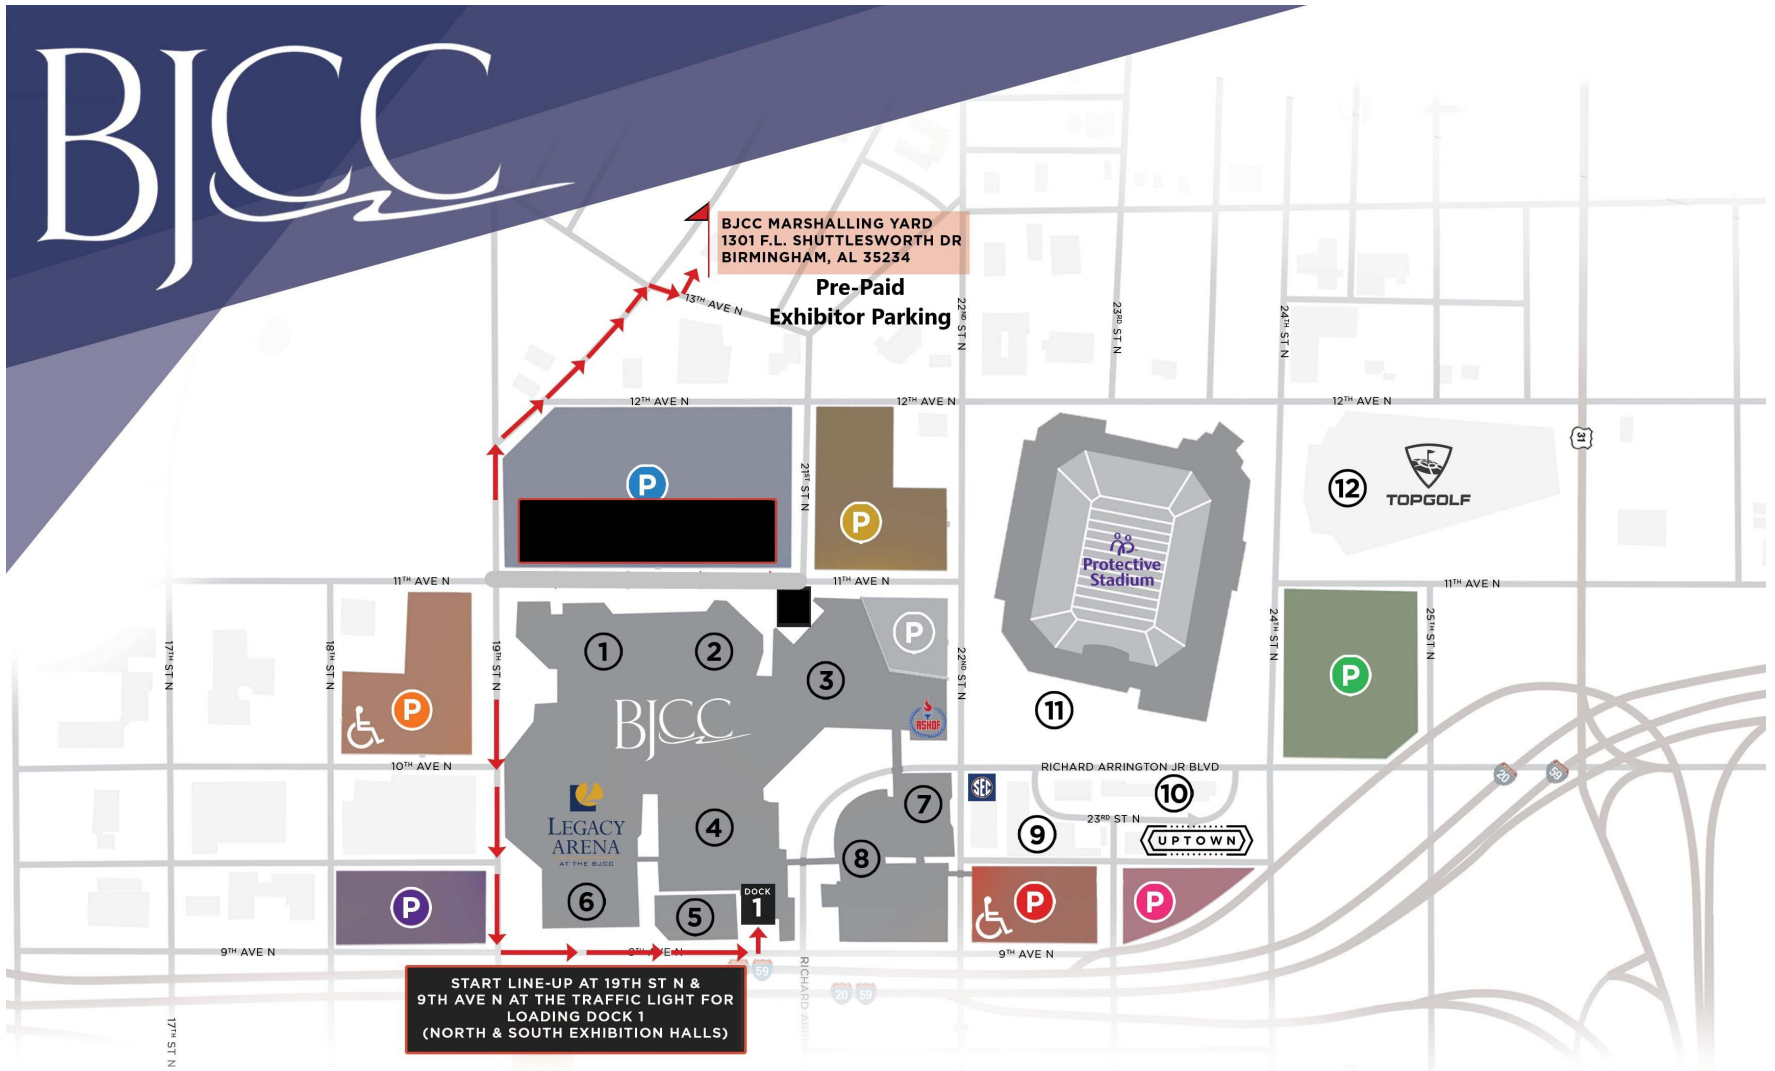 BJCC
BJCC MARSHALLING YARD
1301 F.L. SHUTTLESWORTH DR
BIRMINGHAM, AL 35234
Pre-Paid
Exhibitor Parking
13TH AVE N
22ND ST N
23RD ST N
24TH ST N
12TH AVE N
12TH AVE N
12TH AVE N
31
P
21ST ST N
P
12
TOPGOLF
Protective
Stadium
11TH AVE N
11TH AVE N
11TH AVE N
17TH ST N
18TH ST N
19TH ST N
1
2
3
P
22ND ST N
24TH ST N
25TH ST N
P
P
11
ASHOF
BJCC
10TH AVE N
RICHARD ARRINGTON JR BLVD
20
59
SEC
10
7
23RD ST N
LEGACY
ARENA
AT THE BJCC
4
9
UPTOWN
8
P
6
5
DOCK
1
P
P
9TH AVE N
9TH AVE N
9TH AVE N
59
20
59
START LINE-UP AT 19TH ST N &
9TH AVE N AT THE TRAFFIC LIGHT FOR
LOADING DOCK 1
(NORTH & SOUTH EXHIBITION HALLS)
17TH ST N
RICHARD